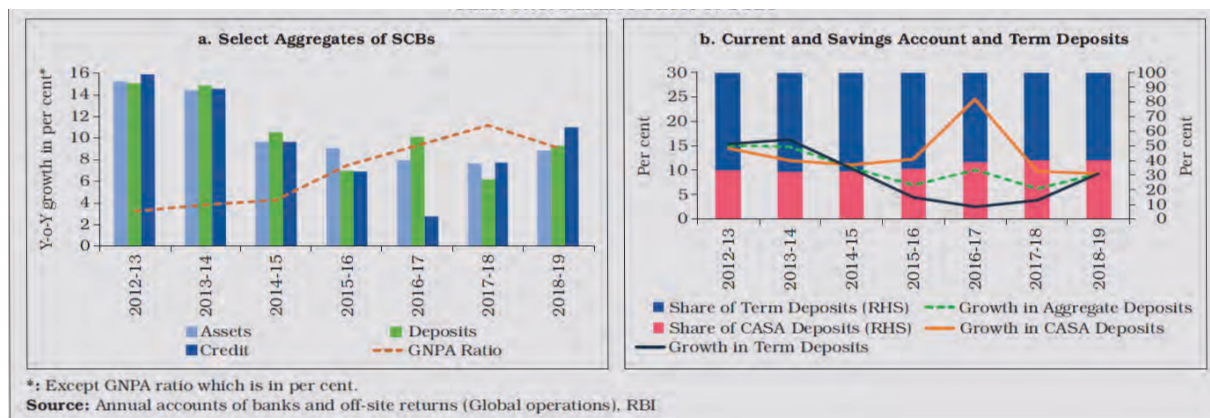 a. Select Aggregates of SCBs
Y-o-Y growth in per cent*
16
14
12
10
8
6
4
2
0
2012-13
2013-14
2014-15
2015-16
2016-17
2017-18
2018-19
Assets
Deposits
Credit
GNPA Ratio
b. Current and Savings Account and Term Deposits
Per cent
30
25
20
15
10
5
0
100
90
80
70
60
50
40
30
20
10
0
Per cent
2012-13
2013-14
2014-15
2015-16
2016-17
2017-18
2018-19
Share of Term Deposits (RHS)
Growth in Aggregate Deposits
Share of CASA Deposits (RHS)
Growth in CASA Deposits
Growth in Term Deposits
*: Except GNPA ratio which is in per cent.
Source: Annual accounts of banks and off-site returns (Global operations), RBI